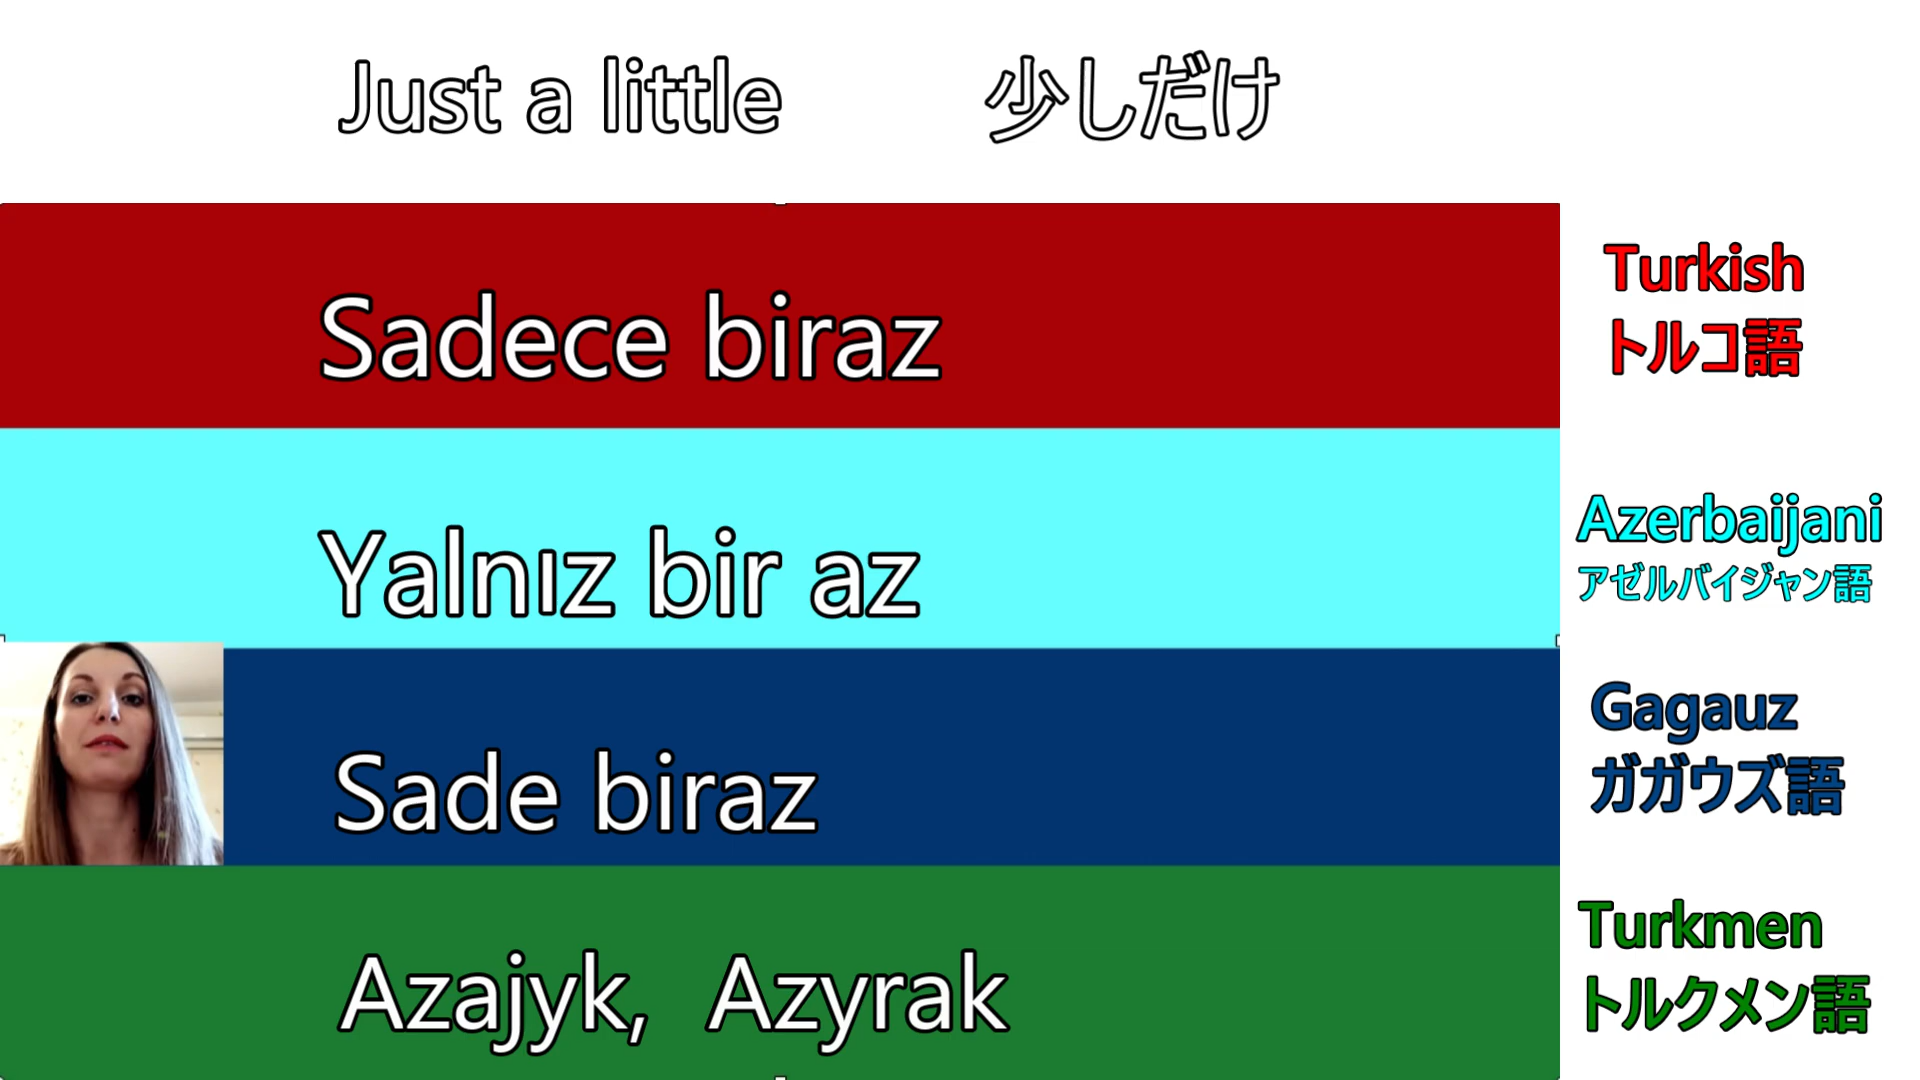 Just a little 少しだけ
Sadece biraz
Turkish
トルコ語
Yalnız bir az
Azerbaijani
アゼルバイジャン語
Sade biraz
Gagauz
ガガウズ語
Azajyk, Azyrak
Turkmen
トルクメン語